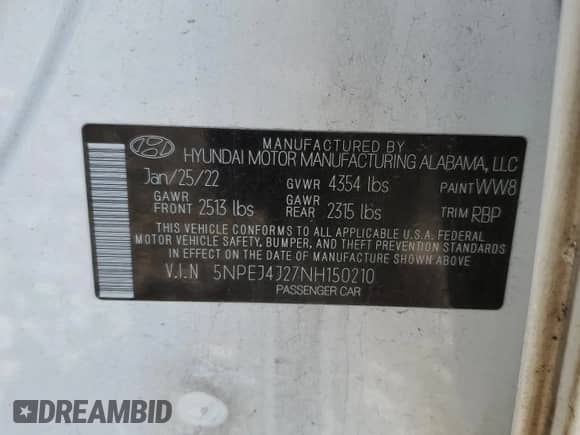 MANUFACTURED BY
HYUNDAI MOTOR MANUFACTURING ALABAMA, LLC
Jan/25/22 GVWR 4354 lbs PAINT WW8
GAWR FRONT 2513 lbs GAWR REAR 2315 lbs TRIM RBP
THIS VEHICLE CONFORMS TO ALL APPLICABLE U.S.A. FEDERAL
MOTOR VEHICLE SAFETY, BUMPER, AND THEFT PREVENTION STANDARDS
IN EFFECT ON THE DATE OF MANUFACTURE SHOWN ABOVE.
V.I.N 5NPEJ4J27NH150210
PASSENGER CAR
DREAMBID